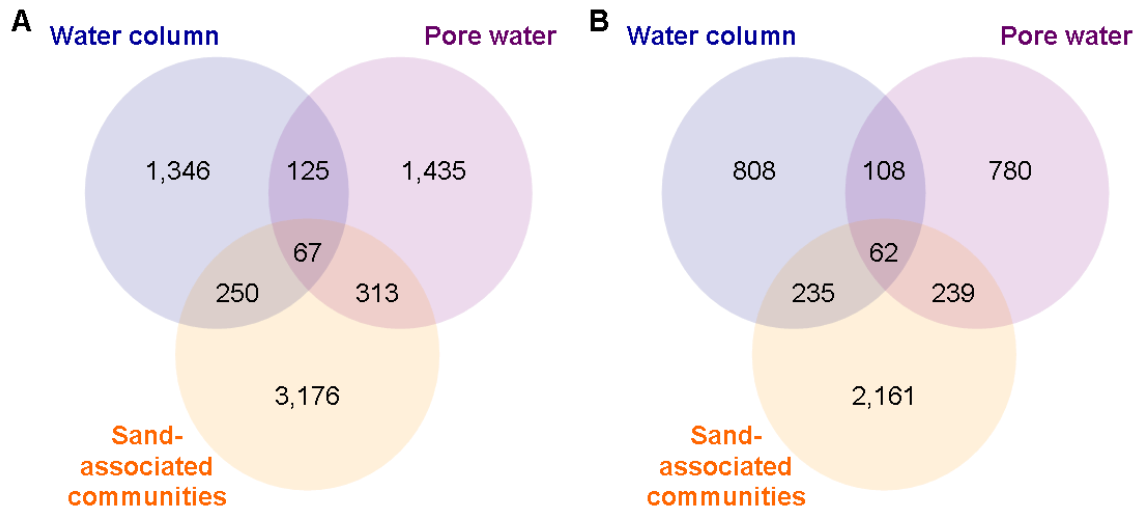 A
Water column
Pore water
1,346
125
1,435
67
250
313
3,176
Sand-
associated
communities
B
Water column
Pore water
808
108
780
62
235
239
2,161
Sand-
associated
communities